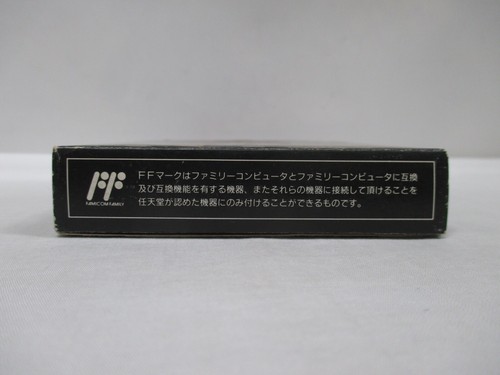 FF
FFマークはファミリーコンピュータとファミリーコンピュータに互換
及び互換機能を有する機器、またそれらの機器に接続して頂けることを
任天堂が認めた機器にのみ付けることができるものです。